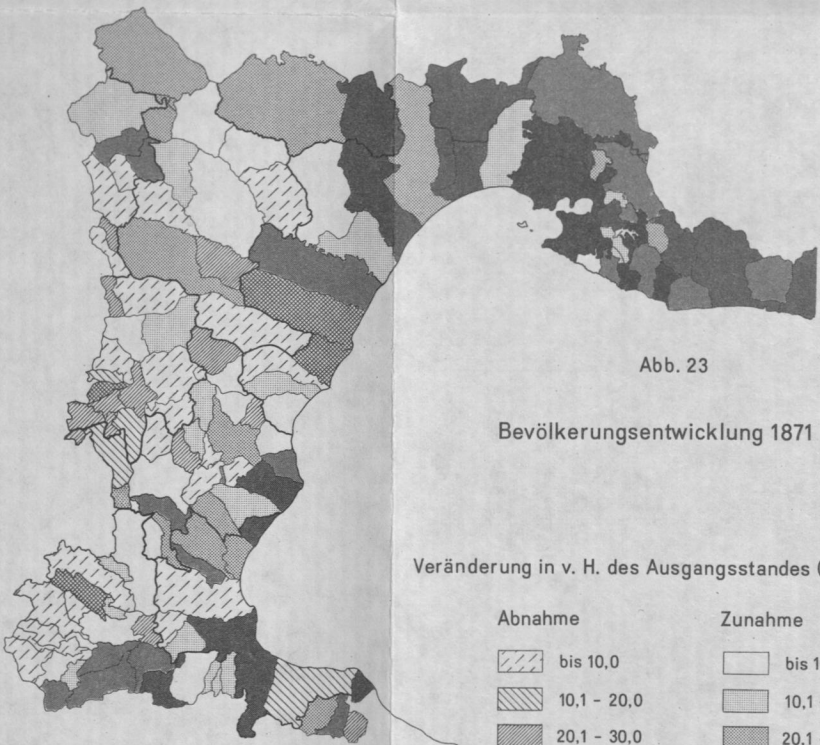 Abb. 23
Bevölkerungsentwicklung 1871
Veränderung in v. H. des Ausgangsstandes (
Abnahme
Zunahme
bis 10,0
bis 1
10,1 - 20,0
10,1
20,1 - 30,0
20,1